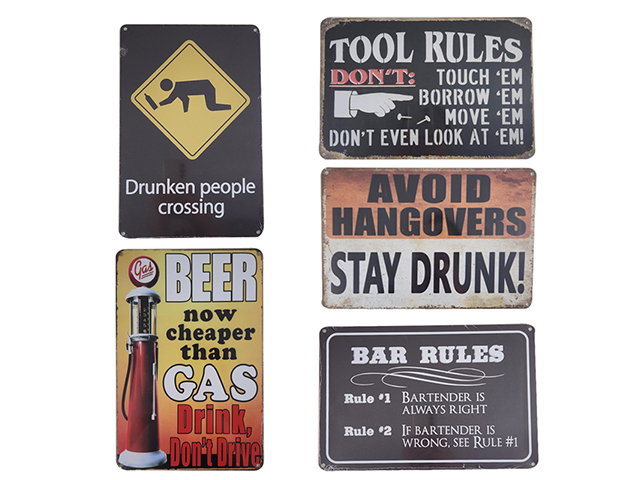 Drunken people
crossing
Gas
BEER
now
cheaper
than
GAS
Drink,
Don't Drive
TOOL RULES
DON'T: TOUCH 'EM
BORROW 'EM
MOVE 'EM
DON'T EVEN LOOK AT 'EM!
AVOID
HANGOVERS
STAY DRUNK!
BAR RULES
Rule #1 BARTENDER IS
ALWAYS RIGHT
Rule #2 IF BARTENDER IS
WRONG, SEE RULE #1